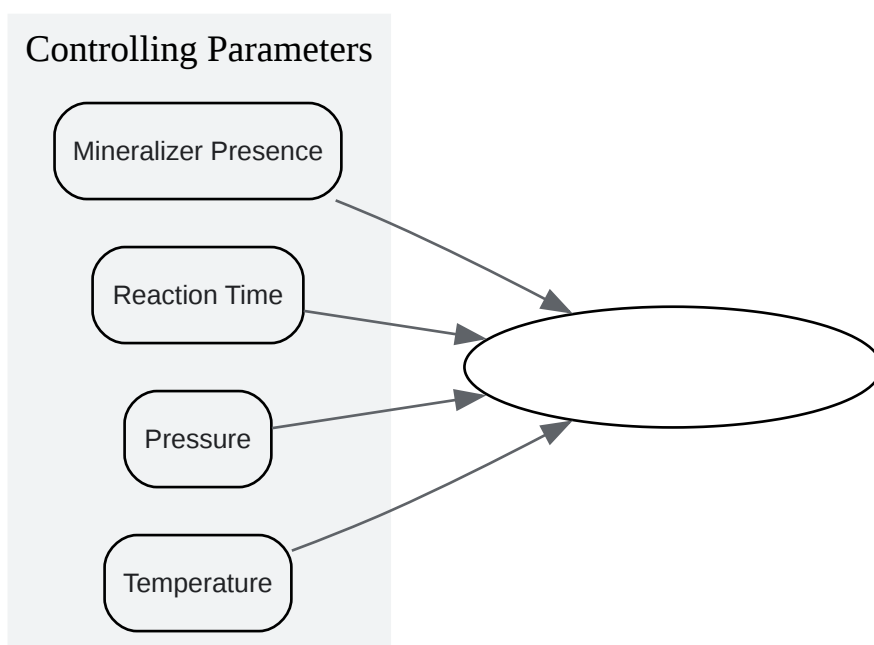 Controlling Parameters
Mineralizer Presence
Reaction Time
Pressure
Temperature